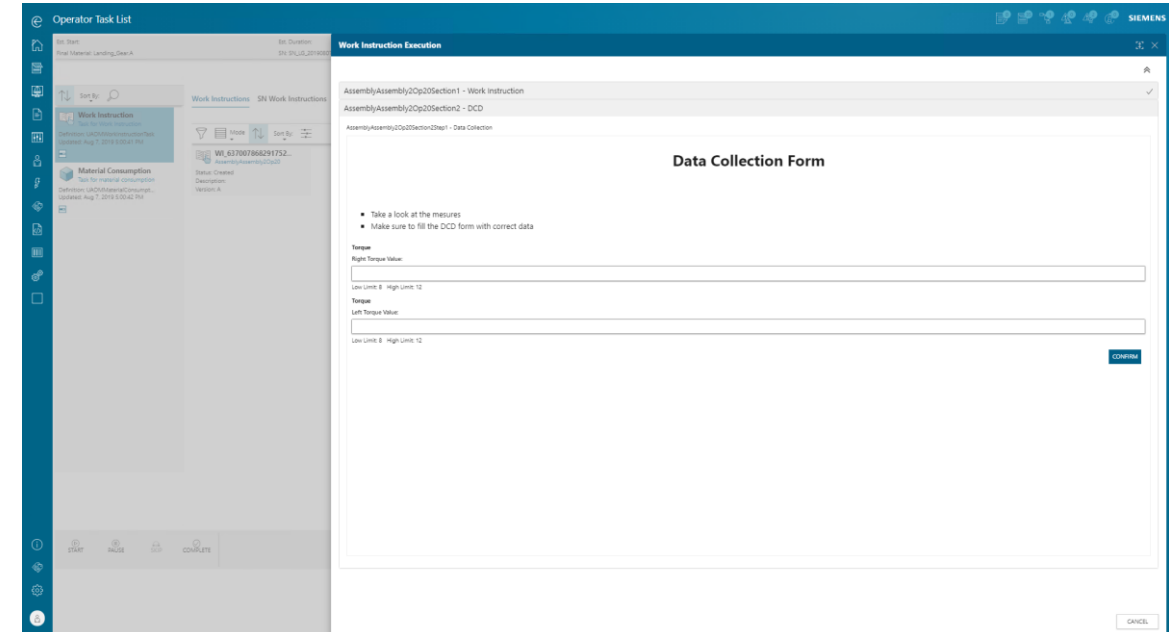 Operator Task List
SIEMENS
Est. Start:
Est. Duration:
Final Material: Landing_Gear.A
Work Instruction Execution
Sort By:
Work Instruction
Task for Work Instruction
Updated: Aug 7, 2019 5:00:41 PM
Material Consumption
Task for material consumption
Updated: Aug 7, 2019 5:00:42 PM
Work Instructions SN Work Instructions
Mode Sort By
WI_637007868291752...
AssemblyAssembly2Op20
Status: Created
Description:
Version: A
START PAUSE COMPLETE
AssemblyAssembly2Op20Section1 - Work Instruction
AssemblyAssembly2Op20Section2 - DCD
AssemblyAssembly2Op20Section2Step1 - Data Collection
Data Collection Form
Take a look at the mesures
Make sure to fill the DCD form with correct data
Torque
Right Torque Value:
Low Limit: 8 High Limit: 12
Torque
Left Torque Value:
Low Limit: 8 High Limit: 12
CONFIRM
CANCEL